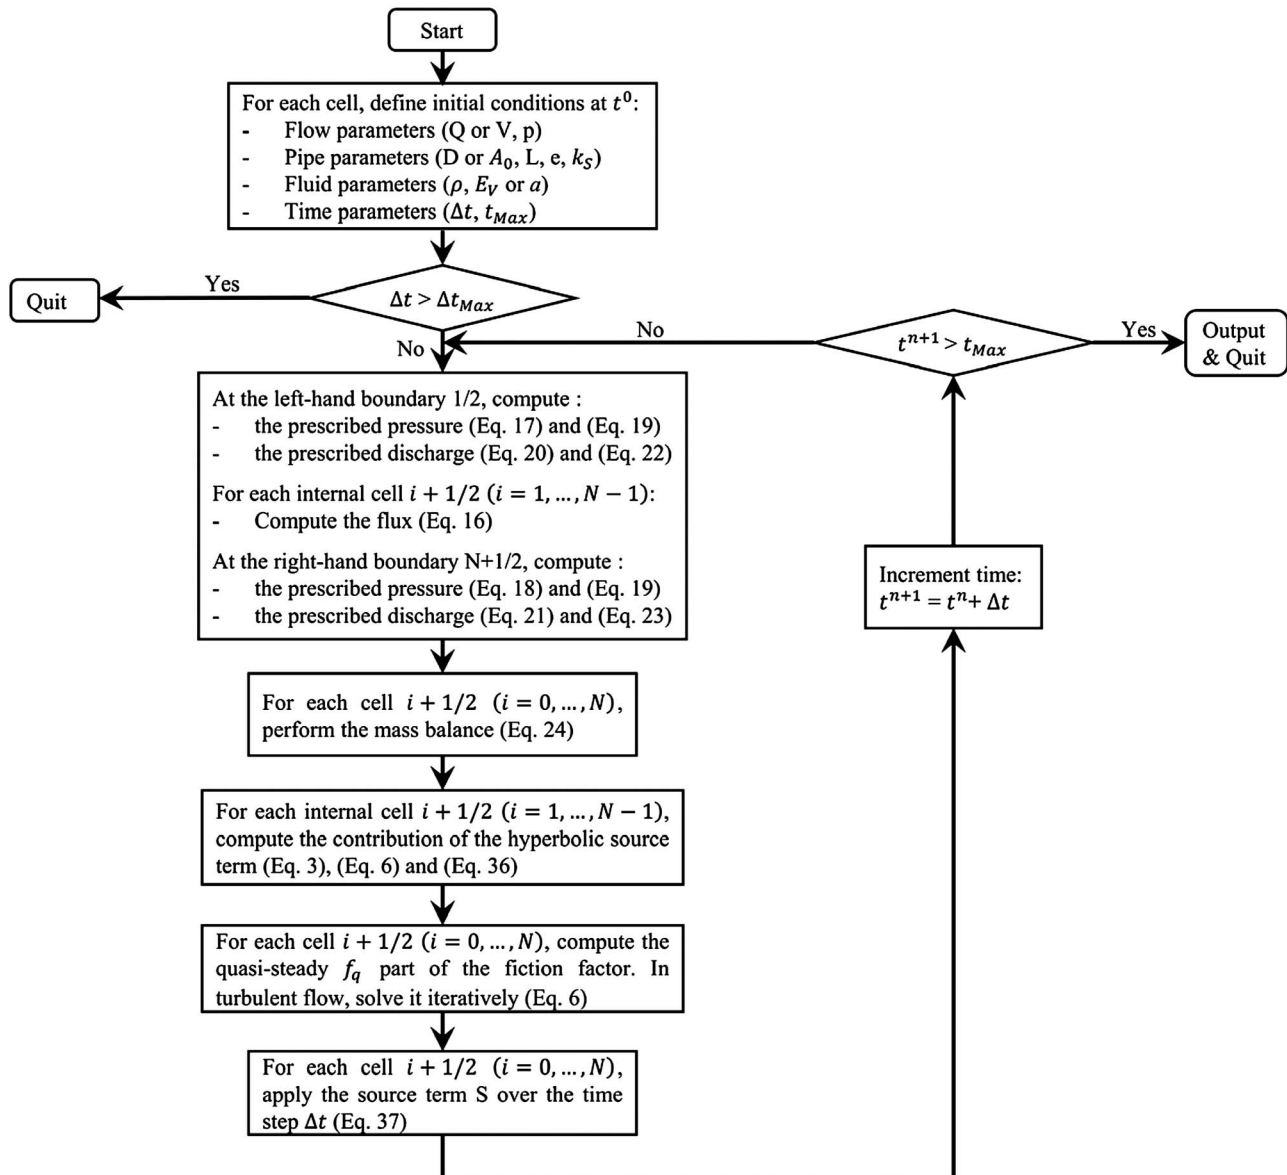 Start
For each cell, define initial conditions at t⁰:
- Flow parameters (Q or V, p)
- Pipe parameters (D or A₀, L, e, k_S)
- Fluid parameters (ρ, E_V or a)
- Time parameters (Δt, t_Max)
Δt > Δt_Max
Yes
Quit
No
At the left-hand boundary 1/2, compute :
- the prescribed pressure (Eq. 17) and (Eq. 19)
- the prescribed discharge (Eq. 20) and (Eq. 22)
For each internal cell i + 1/2 (i = 1, ..., N − 1):
- Compute the flux (Eq. 16)
At the right-hand boundary N+1/2, compute :
- the prescribed pressure (Eq. 18) and (Eq. 19)
- the prescribed discharge (Eq. 21) and (Eq. 23)
For each cell i + 1/2 (i = 0, ..., N),
perform the mass balance (Eq. 24)
For each internal cell i + 1/2 (i = 1, ..., N − 1),
compute the contribution of the hyperbolic source
term (Eq. 3), (Eq. 6) and (Eq. 36)
For each cell i + 1/2 (i = 0, ..., N), compute the
quasi-steady f_q part of the fiction factor. In
turbulent flow, solve it iteratively (Eq. 6)
For each cell i + 1/2 (i = 0, ..., N),
apply the source term S over the time
step Δt (Eq. 37)
Increment time:
tⁿ⁺¹ = tⁿ+ Δt
tⁿ⁺¹ > t_Max
No
Yes
Output
& Quit